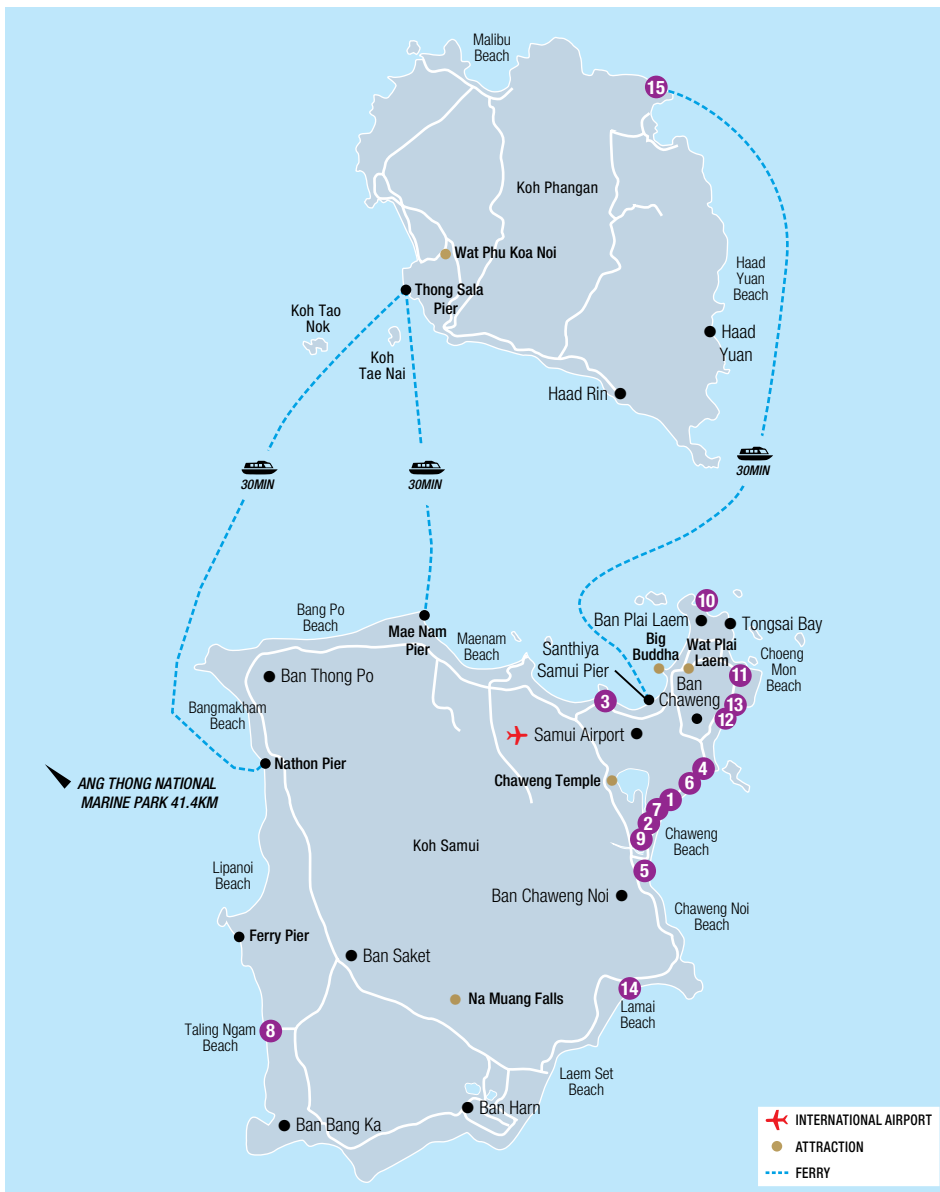 Malibu
Beach
15
Koh Phangan
Wat Phu Koa Noi
Haad
Yuan
Beach
Thong Sala
Pier
Koh Tao
Nok
Koh
Tae Nai
Haad
Yuan
Haad Rin
30MIN
30MIN
30MIN
Bang Po
Beach
Mae Nam
Pier
Maenam
Beach
Santhiya
Samui Pier
10
Ban Plai Laem
Tongsai Bay
Big
Buddha
Wat Plai
Laem
Choeng
Mon
Beach
Ban
Chaweng
11
13
12
3
Ban Thong Po
Bangmakham
Beach
Samui Airport
Nathon Pier
ANG THONG NATIONAL
MARINE PARK 41.4KM
Chaweng Temple
4
6
1
7
2
9
5
Chaweng
Beach
Koh Samui
Lipanoi
Beach
Ban Chaweng Noi
Chaweng Noi
Beach
Ferry Pier
Ban Saket
Na Muang Falls
14
Lamai
Beach
Taling Ngam
Beach
8
Laem Set
Beach
Ban Harn
Ban Bang Ka
INTERNATIONAL AIRPORT
ATTRACTION
FERRY